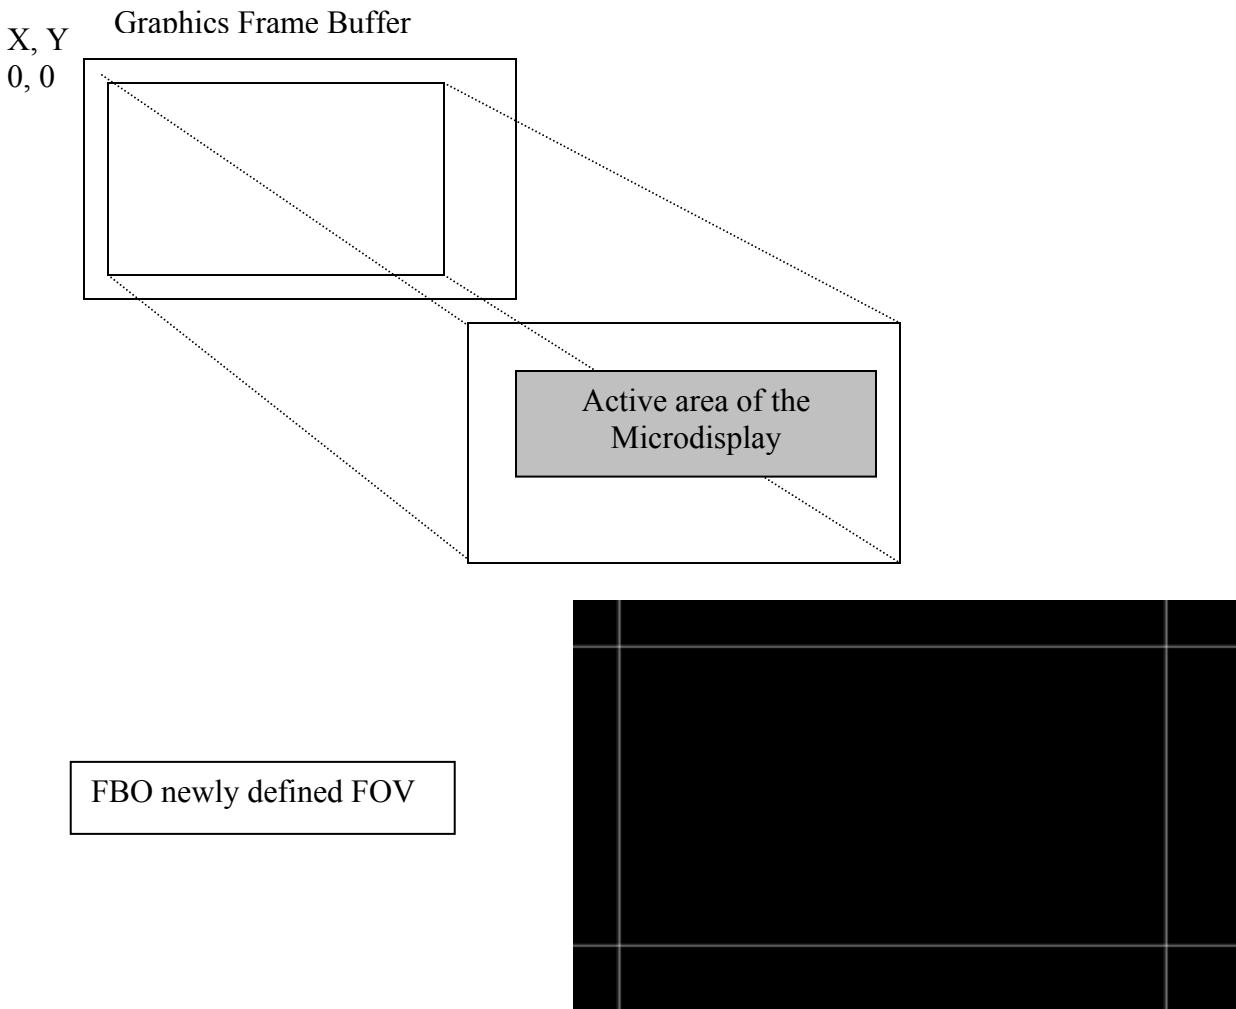 Graphics Frame Buffer
X, Y
0, 0
Active area of the
Microdisplay
FBO newly defined FOV